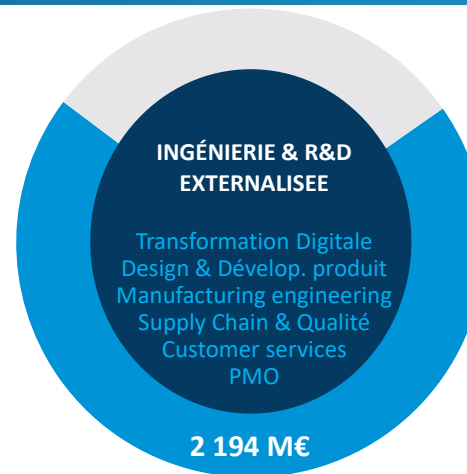 INGÉNIERIE & R&D
EXTERNALISEE
Transformation Digitale
Design & Dévelop. produit
Manufacturing engineering
Supply Chain & Qualité
Customer services
PMO
2 194 M€